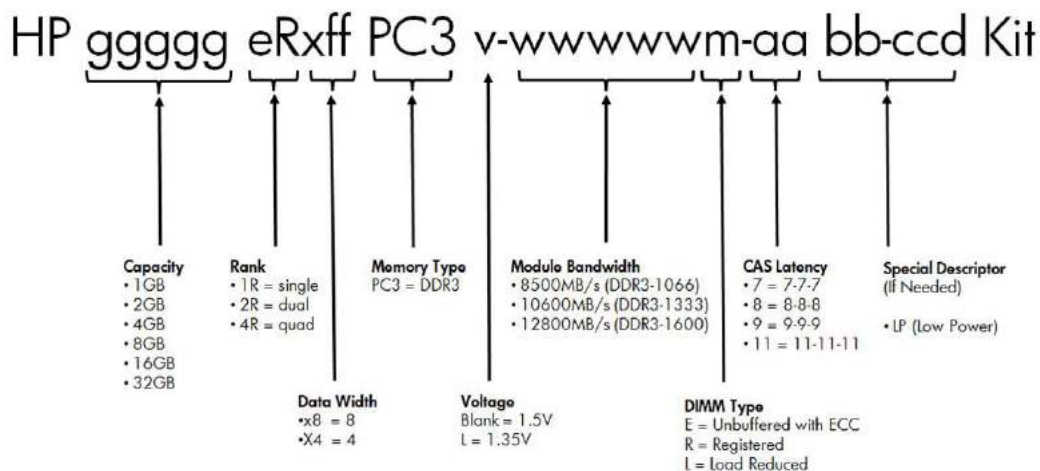 HP ggggg eRxff PC3 v-wwwwwm-aa bb-ccd Kit
Capacity
• 1GB
• 2GB
• 4GB
• 8GB
• 16GB
• 32GB
Rank
• 1R = single
• 2R = dual
• 4R = quad
Memory Type
PC3 = DDR3
Module Bandwidth
• 8500MB/s (DDR3-1066)
• 10600MB/s (DDR3-1333)
• 12800MB/s (DDR3-1600)
CAS Latency
• 7 = 7-7-7
• 8 = 8-8-8
• 9 = 9-9-9
• 11 = 11-11-11
Special Descriptor
(If Needed)
• LP (Low Power)
Data Width
•x8 = 8
•X4 = 4
Voltage
Blank = 1.5V
L = 1.35V
DIMM Type
E = Unbuffered with ECC
R = Registered
L = Load Reduced